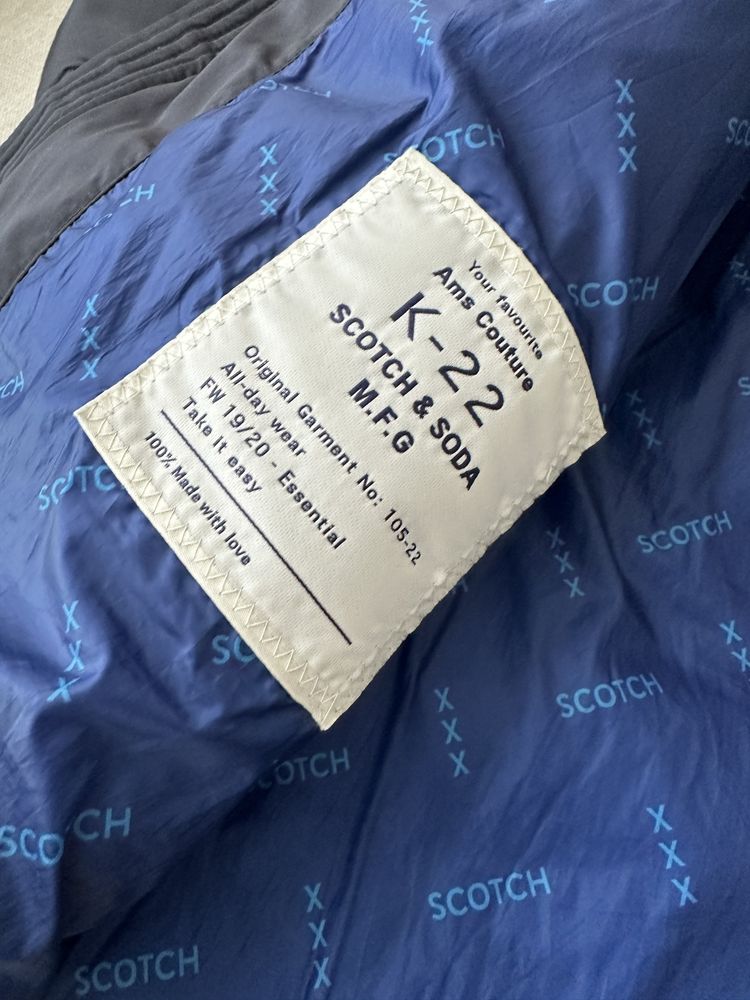 Your favourite
Ams Couture
K-22
SCOTCH & SODA
M.F.G
Original Garment No: 105-22
All-day wear
FW 19/20 - Essential
Take it easy
100% Made with love
X
X
X
SCOTCH
X
X
X
SCOTCH
X
X
X
SCOTCH
X
X
X
SCOTCH
X
X
X
SCOTCH
X
X
X
SCOTCH
X
X
X
SCOTCH
X
X
X
SCOTCH